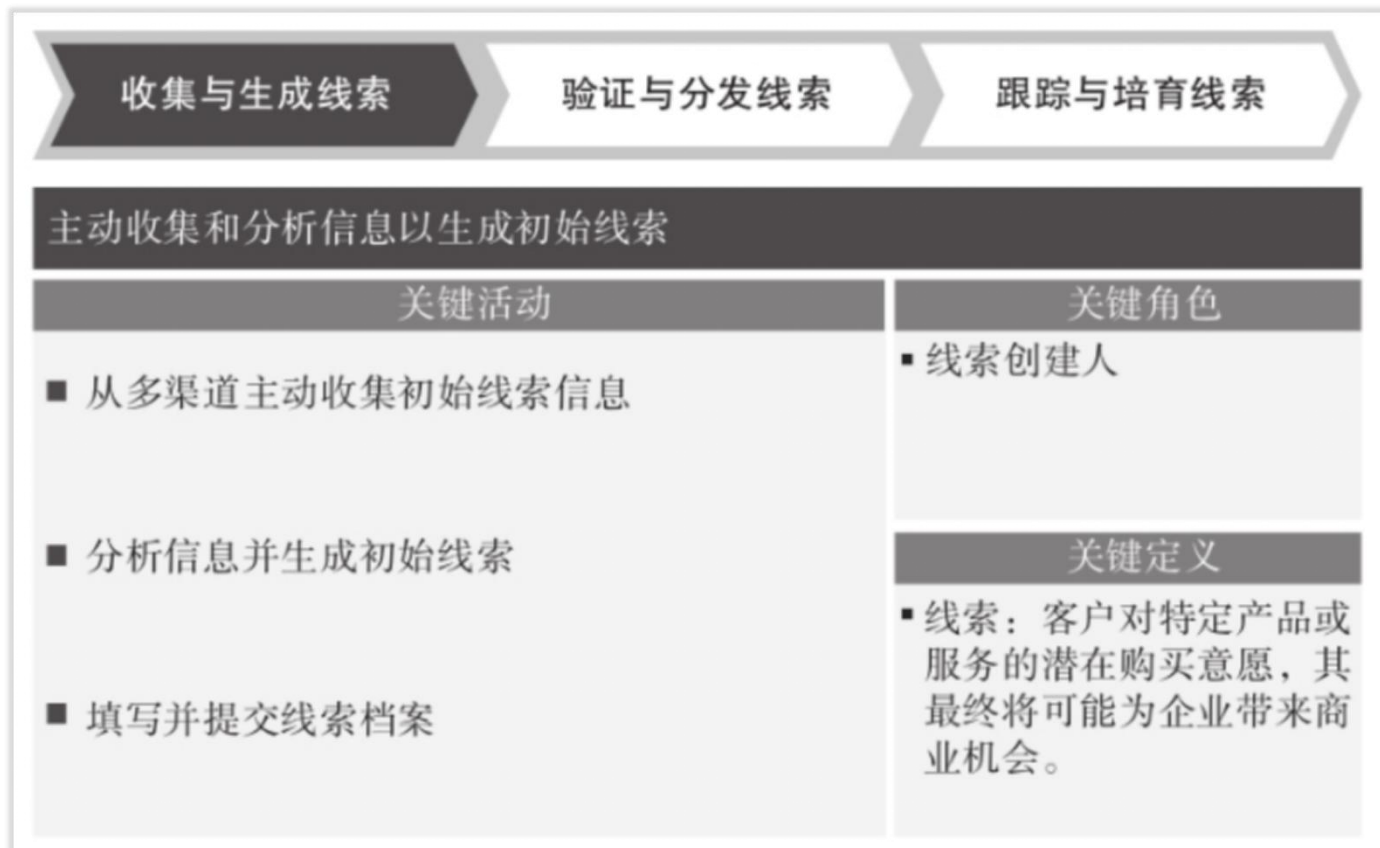 收集与生成线索
验证与分发线索
跟踪与培育线索
主动收集和分析信息以生成初始线索
关键活动
■ 从多渠道主动收集初始线索信息
■ 分析信息并生成初始线索
■ 填写并提交线索档案
关键角色
▪ 线索创建人
关键定义
▪ 线索：客户对特定产品或
服务的潜在购买意愿，其
最终将可能为企业带来商
业机会。